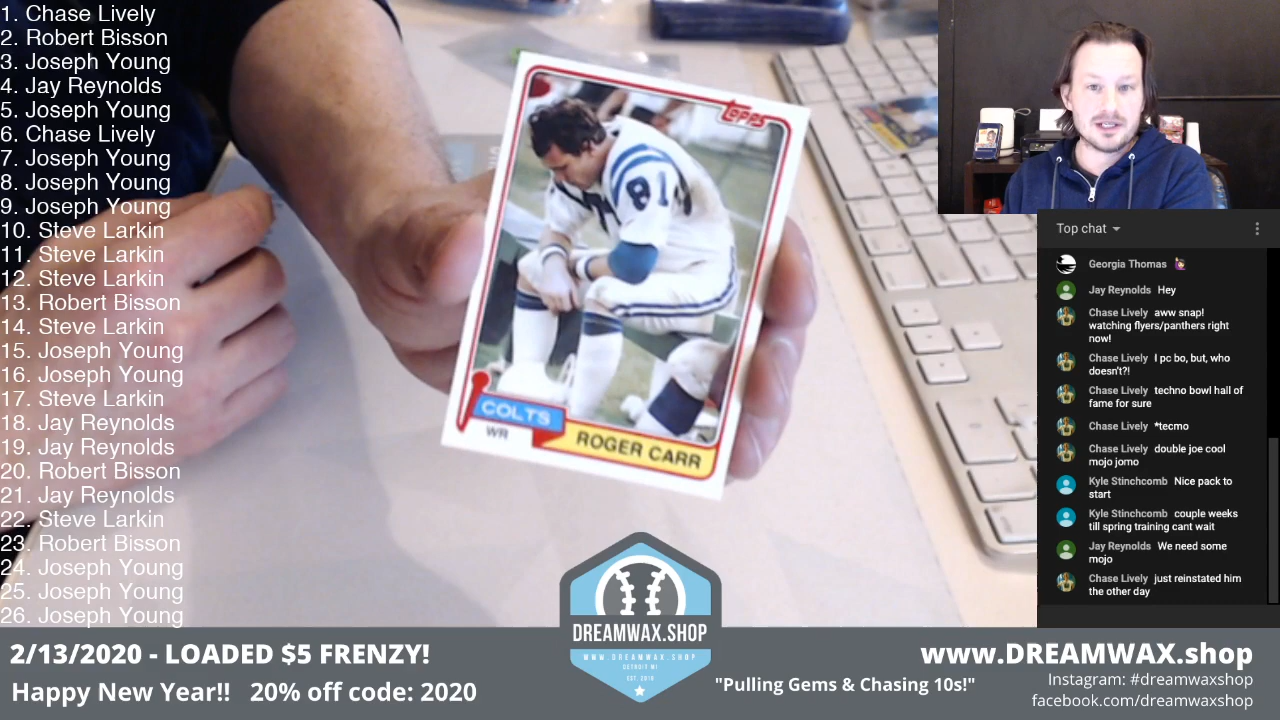 1. Chase Lively
2. Robert Bisson
3. Joseph Young
4. Jay Reynolds
5. Joseph Young
6. Chase Lively
7. Joseph Young
8. Joseph Young
9. Joseph Young
10. Steve Larkin
11. Steve Larkin
12. Steve Larkin
13. Robert Bisson
14. Steve Larkin
15. Joseph Young
16. Joseph Young
17. Steve Larkin
18. Jay Reynolds
19. Jay Reynolds
20. Robert Bisson
21. Jay Reynolds
22. Steve Larkin
23. Robert Bisson
24. Joseph Young
25. Joseph Young
26. Joseph Young
Topps
81
COLTS
WR
ROGER CARR
Top chat
Georgia Thomas
Jay Reynolds Hey
Chase Lively aww snap!
watching flyers/panthers right
now!
Chase Lively I pc bo, but, who
doesn't?!
Chase Lively techno bowl hall of
fame for sure
Chase Lively *tecmo
Chase Lively double joe cool
mojo jomo
Kyle Stinchcomb Nice pack to
start
Kyle Stinchcomb couple weeks
till spring training cant wait
Jay Reynolds We need some
mojo
Chase Lively just reinstated him
the other day
2/13/2020 - LOADED $5 FRENZY!
Happy New Year!! 20% off code: 2020
DREAMWAX.SHOP
WWW.DREAMWAX.SHOP
DETROIT MI
EST. 2018
www.DREAMWAX.shop
"Pulling Gems & Chasing 10s!"
Instagram: #dreamwaxshop
facebook.com/dreamwaxshop